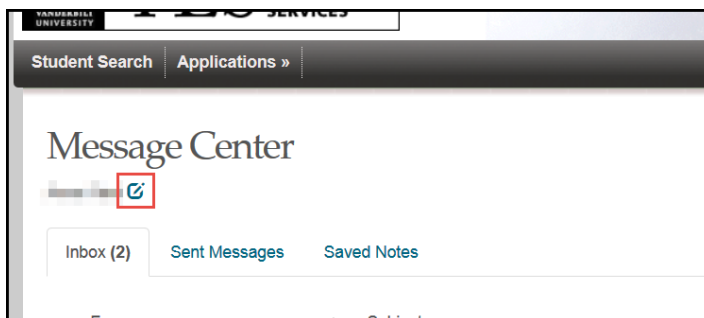 UNIVERSITY
SERVICES
Student Search Applications »
Message Center
Inbox (2) Sent Messages Saved Notes